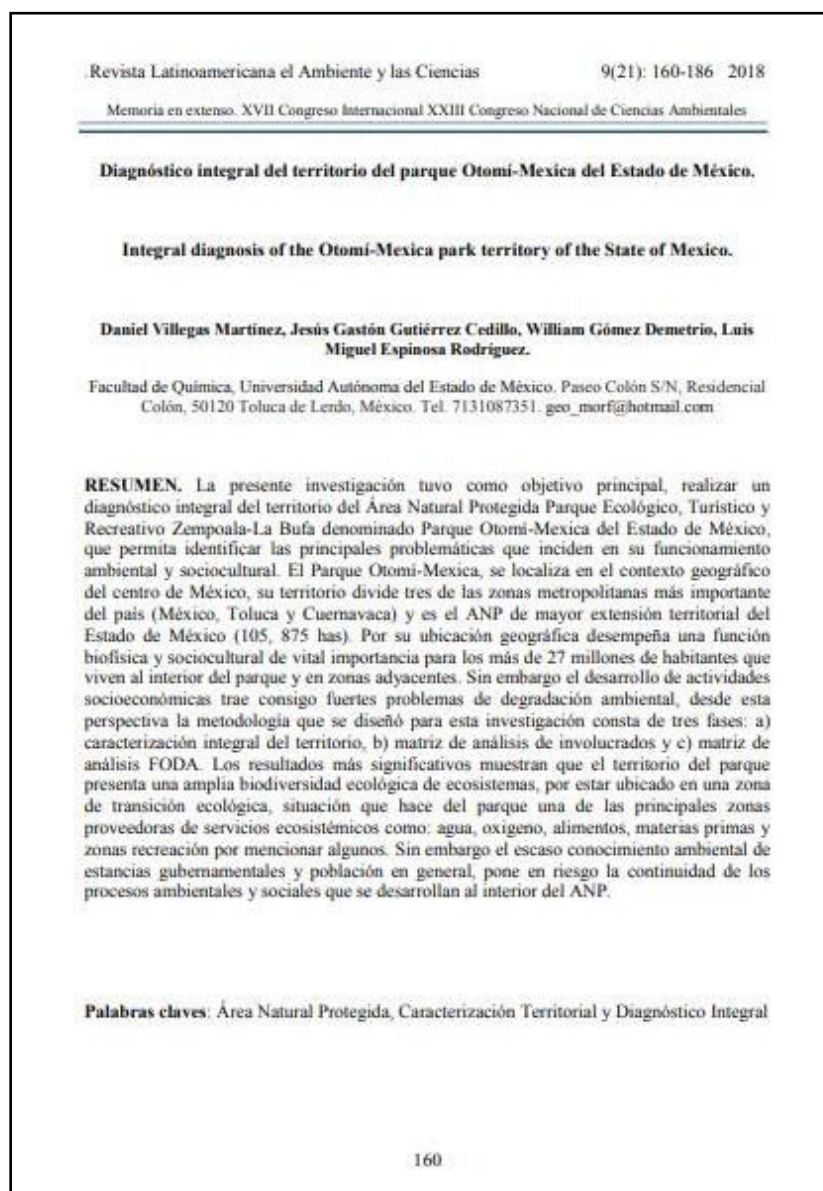 .Revista Latinoamericana el Ambiente y las Ciencias 9(21): 160-186 2018
Memoria en extenso. XVII Congreso Internacional XXIII Congreso Nacional de Ciencias Ambientales
Diagnóstico integral del territorio del parque Otomí-Mexica del Estado de México.
Integral diagnosis of the Otomí-Mexica park territory of the State of Mexico.
Daniel Villegas Martínez, Jesús Gastón Gutiérrez Cedillo, William Gómez Demetrio, Luis
Miguel Espinosa Rodríguez.
Facultad de Química, Universidad Autónoma del Estado de México. Paseo Colón S/N, Residencial
Colón, 50120 Toluca de Lerdo, México. Tel. 7131087351. geo_morf@hotmail.com
RESUMEN. La presente investigación tuvo como objetivo principal, realizar un
diagnóstico integral del territorio del Área Natural Protegida Parque Ecológico, Turístico y
Recreativo Zempoala-La Bufa denominado Parque Otomí-Mexica del Estado de México,
que permita identificar las principales problemáticas que inciden en su funcionamiento
ambiental y sociocultural. El Parque Otomí-Mexica, se localiza en el contexto geográfico
del centro de México, su territorio divide tres de las zonas metropolitanas más importante
del país (México, Toluca y Cuernavaca) y es el ANP de mayor extensión territorial del
Estado de México (105, 875 has). Por su ubicación geográfica desempeña una función
biofísica y sociocultural de vital importancia para los más de 27 millones de habitantes que
viven al interior del parque y en zonas adyacentes. Sin embargo el desarrollo de actividades
socioeconómicas trae consigo fuertes problemas de degradación ambiental, desde esta
perspectiva la metodología que se diseñó para esta investigación consta de tres fases: a)
caracterización integral del territorio, b) matriz de análisis de involucrados y c) matriz de
análisis FODA. Los resultados más significativos muestran que el territorio del parque
presenta una amplia biodiversidad ecológica de ecosistemas, por estar ubicado en una zona
de transición ecológica, situación que hace del parque una de las principales zonas
proveedoras de servicios ecosistémicos como: agua, oxigeno, alimentos, materias primas y
zonas recreación por mencionar algunos. Sin embargo el escaso conocimiento ambiental de
estancias gubernamentales y población en general, pone en riesgo la continuidad de los
procesos ambientales y sociales que se desarrollan al interior del ANP.
Palabras claves: Área Natural Protegida, Caracterización Territorial y Diagnóstico Integral
160